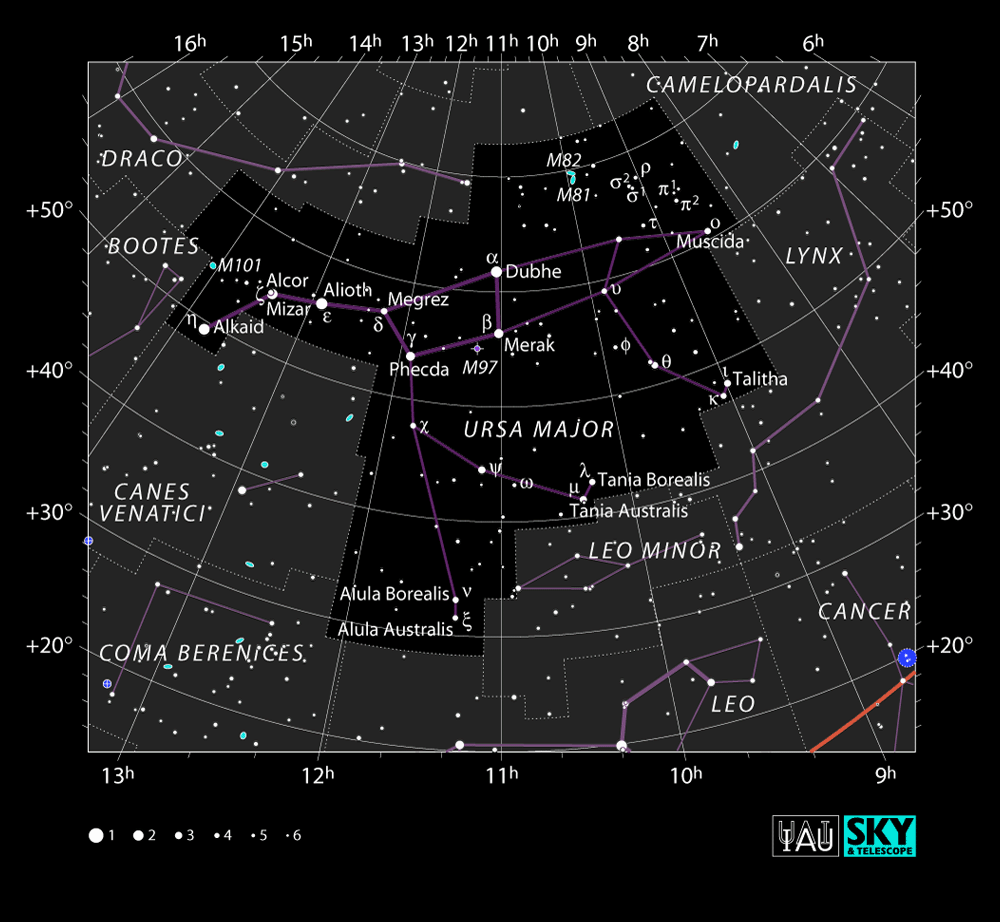 16h 15h 14h 13h 12h 11h 10h 9h 8h 7h 6h
CAMELOPARDALIS
DRACO
M82
M81
ρ
σ² σ¹ π¹ π²
τ ο
Muscida
+50° +50°
BOOTES
LYNX
M101
α Dubhe
Alcor
ζ Mizar
Alioth
ε
Megrez
δ
υ
η Alkaid
β Merak
γ
Phecda
M97
φ θ
+40° +40°
ι Talitha
κ
χ
URSA MAJOR
ψ ω
λ Tania Borealis
μ
Tania Australis
CANES
VENATICI
+30° +30°
LEO MINOR
Alula Borealis ν
Alula Australis ξ
CANCER
+20° +20°
COMA BERENICES
LEO
13h 12h 11h 10h 9h
1 2 3 4 5 6
IAU
SKY
& TELESCOPE